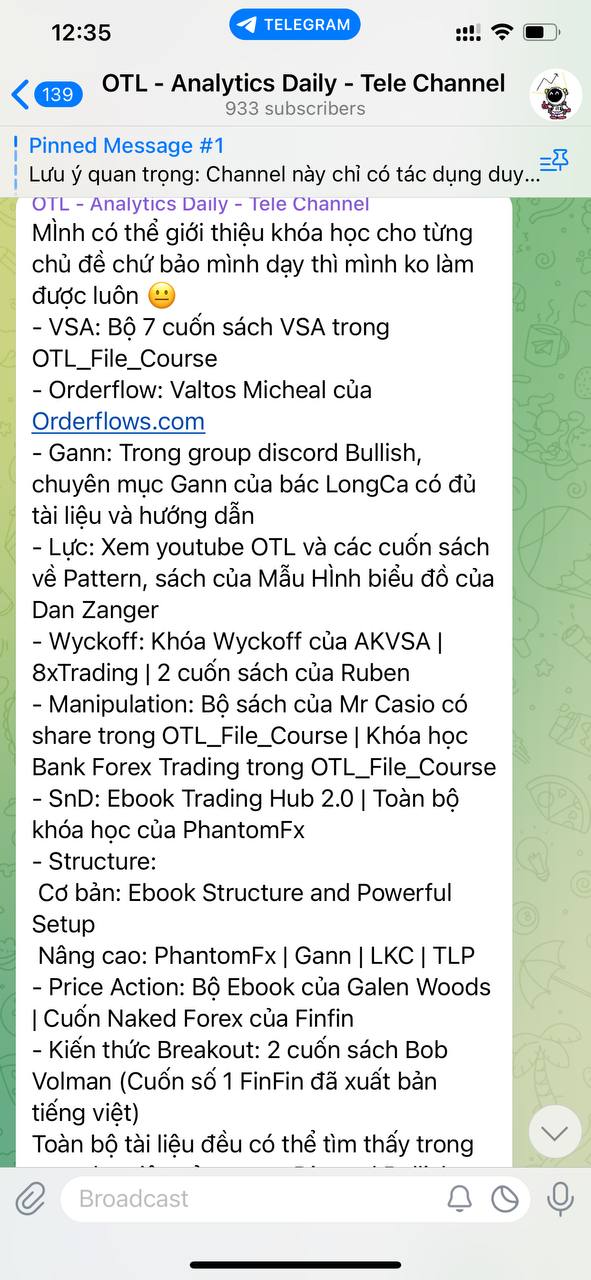 12:35
TELEGRAM
139
OTL - Analytics Daily - Tele Channel
933 subscribers
Pinned Message #1
Lưu ý quan trọng: Channel này chỉ có tác dụng duy...
OTL - Analytics Daily - Tele Channel
MÌnh có thể giới thiệu khóa học cho từng
chủ đề chứ bảo mình dạy thì mình ko làm
được luôn 😐
- VSA: Bộ 7 cuốn sách VSA trong
OTL_File_Course
- Orderflow: Valtos Micheal của
Orderflows.com
- Gann: Trong group discord Bullish,
chuyên mục Gann của bác LongCa có đủ
tài liệu và hướng dẫn
- Lực: Xem youtube OTL và các cuốn sách
về Pattern, sách của Mẫu HÌnh biểu đồ của
Dan Zanger
- Wyckoff: Khóa Wyckoff của AKVSA |
8xTrading | 2 cuốn sách của Ruben
- Manipulation: Bộ sách của Mr Casio có
share trong OTL_File_Course | Khóa học
Bank Forex Trading trong OTL_File_Course
- SnD: Ebook Trading Hub 2.0 | Toàn bộ
khóa học của PhantomFx
- Structure:
Cơ bản: Ebook Structure and Powerful
Setup
Nâng cao: PhantomFx | Gann | LKC | TLP
- Price Action: Bộ Ebook của Galen Woods
| Cuốn Naked Forex của Finfin
- Kiến thức Breakout: 2 cuốn sách Bob
Volman (Cuốn số 1 FinFin đã xuất bản
tiếng việt)
Toàn bộ tài liệu đều có thể tìm thấy trong
Broadcast